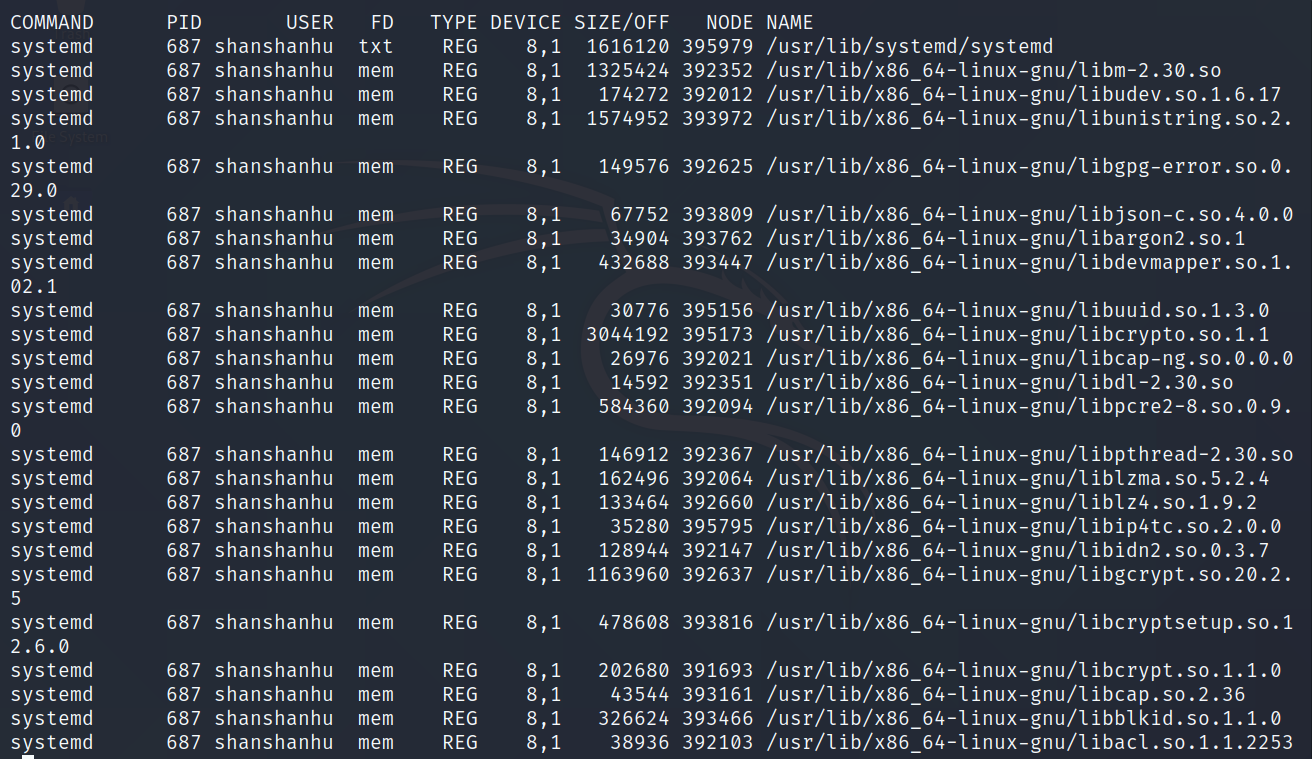 COMMAND PID USER FD TYPE DEVICE SIZE/OFF NODE NAME
systemd 687 shanshanhu txt REG 8,1 1616120 395979 /usr/lib/systemd/systemd
systemd 687 shanshanhu mem REG 8,1 1325424 392352 /usr/lib/x86_64-linux-gnu/libm-2.30.so
systemd 687 shanshanhu mem REG 8,1 174272 392012 /usr/lib/x86_64-linux-gnu/libudev.so.1.6.17
systemd 687 shanshanhu mem REG 8,1 1574952 393972 /usr/lib/x86_64-linux-gnu/libunistring.so.2.
1.0
systemd 687 shanshanhu mem REG 8,1 149576 392625 /usr/lib/x86_64-linux-gnu/libgpg-error.so.0.
29.0
systemd 687 shanshanhu mem REG 8,1 67752 393809 /usr/lib/x86_64-linux-gnu/libjson-c.so.4.0.0
systemd 687 shanshanhu mem REG 8,1 34904 393762 /usr/lib/x86_64-linux-gnu/libargon2.so.1
systemd 687 shanshanhu mem REG 8,1 432688 393447 /usr/lib/x86_64-linux-gnu/libdevmapper.so.1.
02.1
systemd 687 shanshanhu mem REG 8,1 30776 395156 /usr/lib/x86_64-linux-gnu/libuuid.so.1.3.0
systemd 687 shanshanhu mem REG 8,1 3044192 395173 /usr/lib/x86_64-linux-gnu/libcrypto.so.1.1
systemd 687 shanshanhu mem REG 8,1 26976 392021 /usr/lib/x86_64-linux-gnu/libcap-ng.so.0.0.0
systemd 687 shanshanhu mem REG 8,1 14592 392351 /usr/lib/x86_64-linux-gnu/libdl-2.30.so
systemd 687 shanshanhu mem REG 8,1 584360 392094 /usr/lib/x86_64-linux-gnu/libpcre2-8.so.0.9.
0
systemd 687 shanshanhu mem REG 8,1 146912 392367 /usr/lib/x86_64-linux-gnu/libpthread-2.30.so
systemd 687 shanshanhu mem REG 8,1 162496 392064 /usr/lib/x86_64-linux-gnu/liblzma.so.5.2.4
systemd 687 shanshanhu mem REG 8,1 133464 392660 /usr/lib/x86_64-linux-gnu/liblz4.so.1.9.2
systemd 687 shanshanhu mem REG 8,1 35280 395795 /usr/lib/x86_64-linux-gnu/libip4tc.so.2.0.0
systemd 687 shanshanhu mem REG 8,1 128944 392147 /usr/lib/x86_64-linux-gnu/libidn2.so.0.3.7
systemd 687 shanshanhu mem REG 8,1 1163960 392637 /usr/lib/x86_64-linux-gnu/libgcrypt.so.20.2.
5
systemd 687 shanshanhu mem REG 8,1 478608 393816 /usr/lib/x86_64-linux-gnu/libcryptsetup.so.1
2.6.0
systemd 687 shanshanhu mem REG 8,1 202680 391693 /usr/lib/x86_64-linux-gnu/libcrypt.so.1.1.0
systemd 687 shanshanhu mem REG 8,1 43544 393161 /usr/lib/x86_64-linux-gnu/libcap.so.2.36
systemd 687 shanshanhu mem REG 8,1 326624 393466 /usr/lib/x86_64-linux-gnu/libblkid.so.1.1.0
systemd 687 shanshanhu mem REG 8,1 38936 392103 /usr/lib/x86_64-linux-gnu/libacl.so.1.1.2253